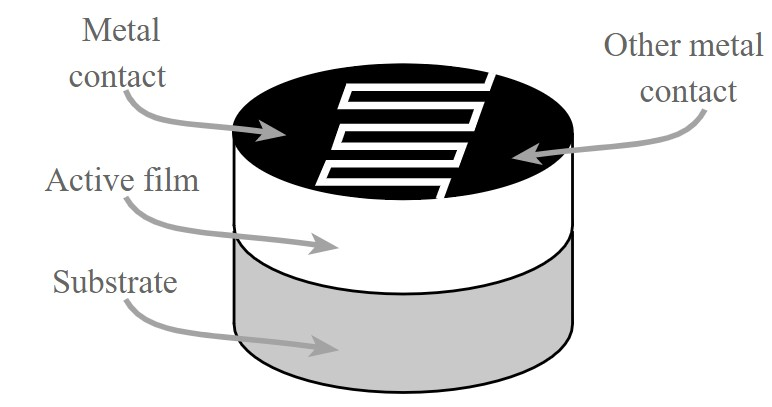 Metal
contact
Other metal
contact
Active film
Substrate